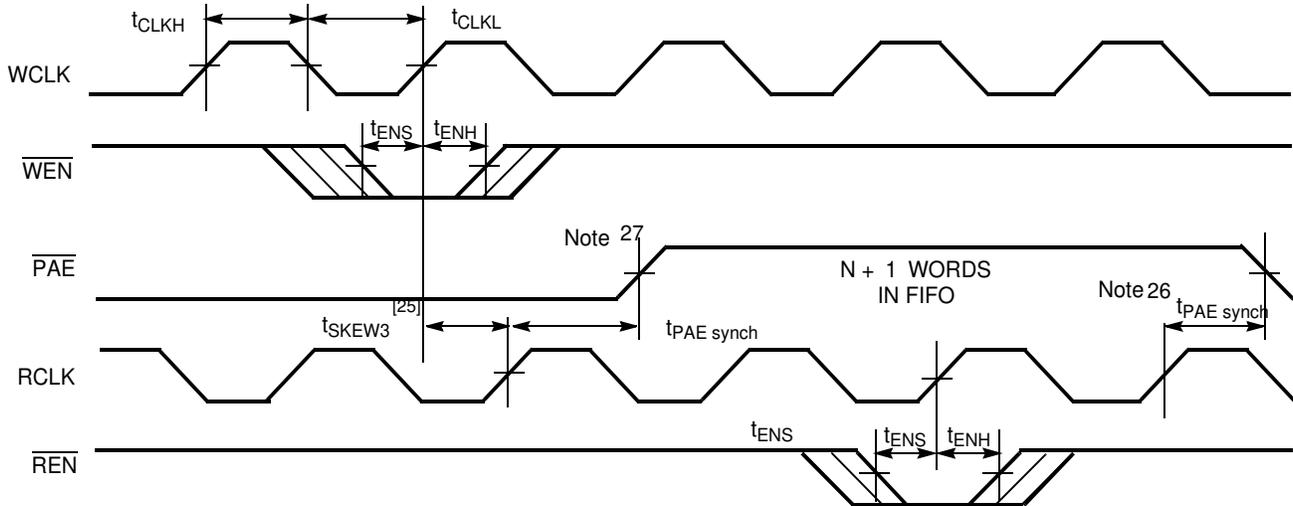 tCLKH
tCLKL
WCLK
tENS
tENH
WEN
Note 27
PAE
N + 1 WORDS
IN FIFO
Note 26
[25]
tSKEW3
tPAE synch
tPAE synch
RCLK
tENS
tENS
tENH
REN